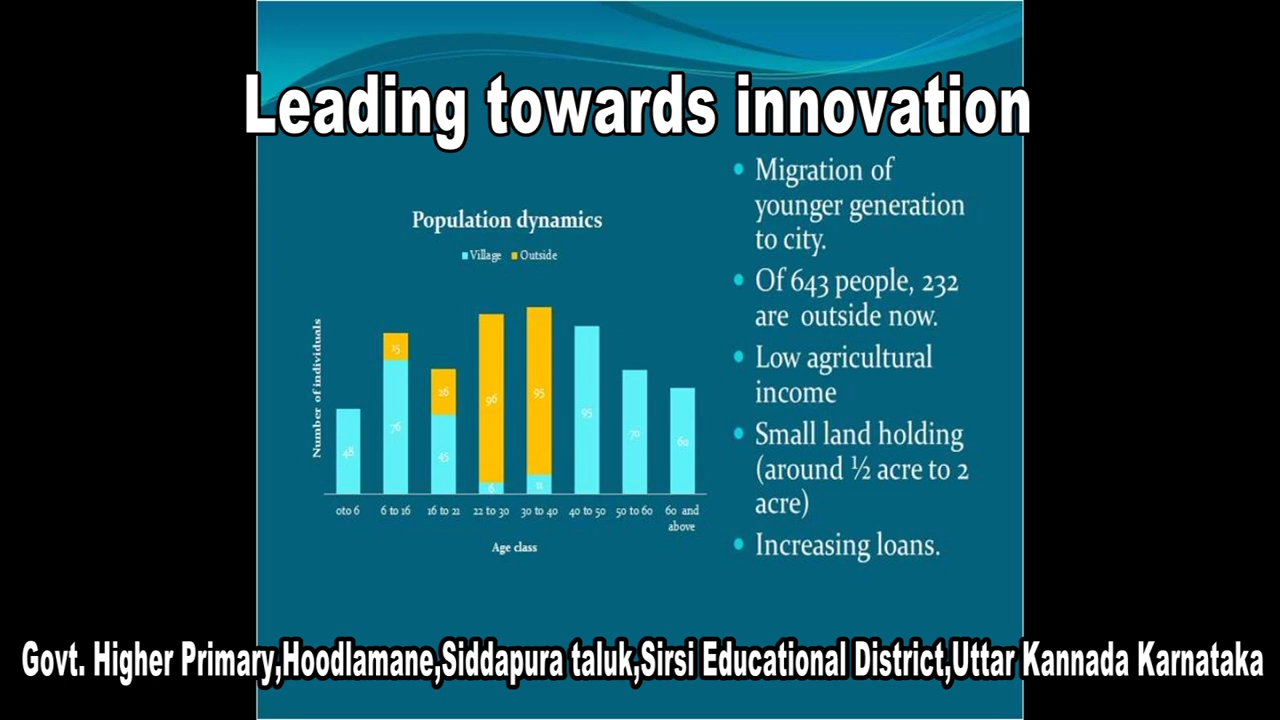 Leading towards innovation
Population dynamics
Village Outside
Number of individuals
48
76
15
45
26
6
96
11
95
95
70
60
0to 6 6 to 16 16 to 21 22 to 30 30 to 40 40 to 50 50 to 60 60 and
above
Age class
• Migration of
younger generation
to city.
• Of 643 people, 232
are outside now.
• Low agricultural
income
• Small land holding
(around ½ acre to 2
acre)
• Increasing loans.
Govt. Higher Primary,Hoodlamane,Siddapura taluk,Sirsi Educational District,Uttar Kannada Karnataka